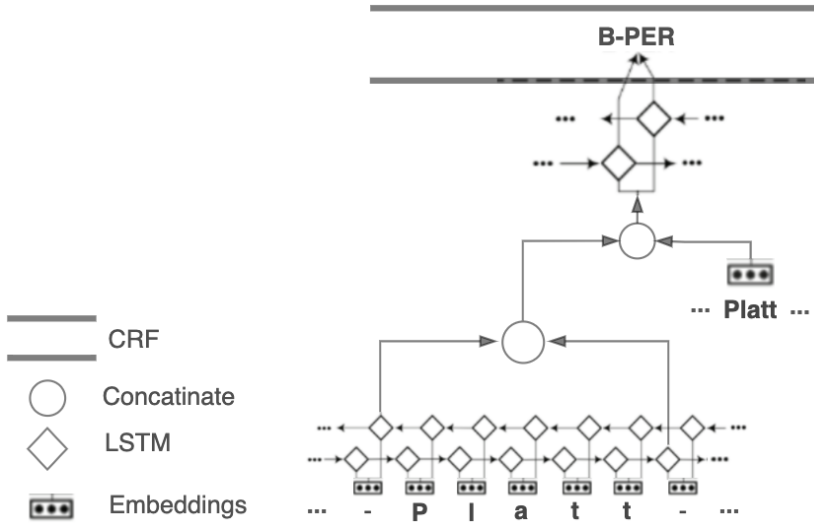 B-PER
... ...
... ...
... Platt ...
CRF
Concatinate
LSTM
... ...
... ...
Embeddings
... - P l a t t - ...